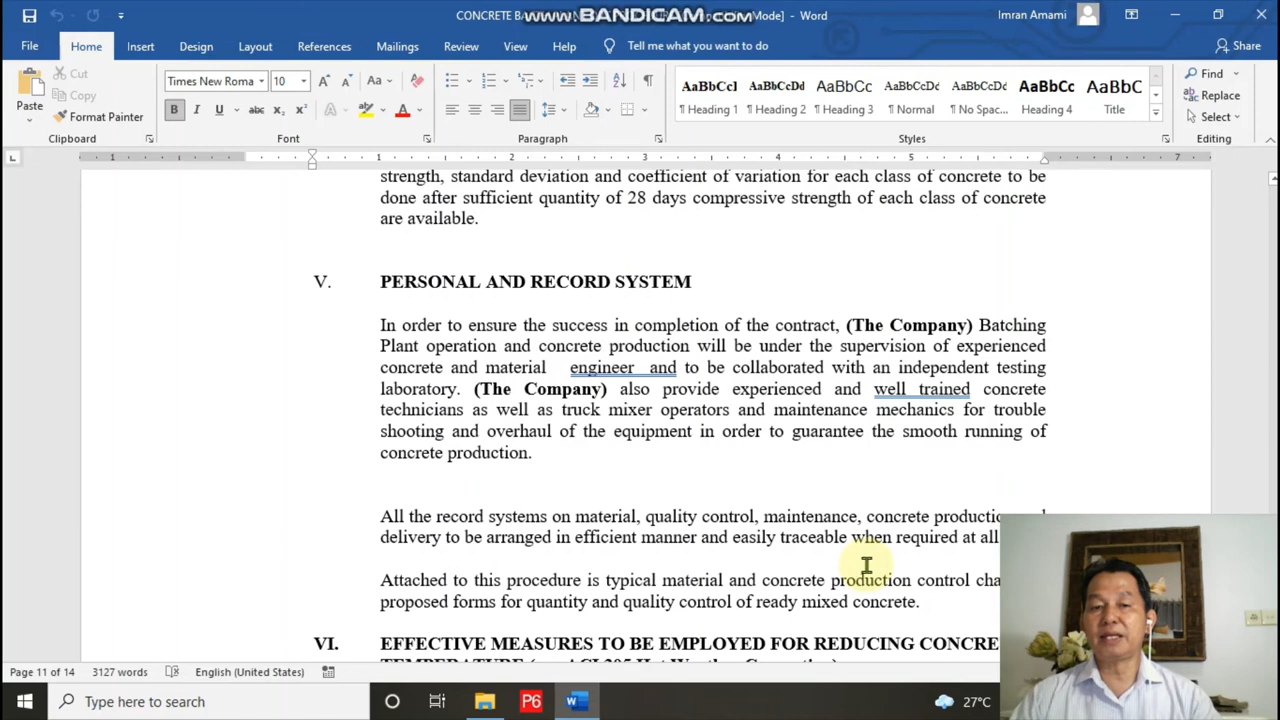 CONCRETE BA
www.BANDICAM.com
Mode] - Word
Imran Amami
File
Home
Insert
Design
Layout
References
Mailings
Review
View
Help
Tell me what you want to do
Share
Paste
Cut
Copy
Format Painter
Clipboard
Times New Roma
10
Font
Paragraph
AaBbCcI
¶ Heading 1
AaBbCcDd
¶ Heading 2
AaBbCc
¶ Heading 3
AaBbCcDd
¶ Normal
AaBbCcDd
¶ No Spac...
AaBbCc
Heading 4
AaBbC
Title
Styles
Find
Replace
Select
Editing
1 1 2 3 4 5 7
strength, standard deviation and coefficient of variation for each class of concrete to be
done after sufficient quantity of 28 days compressive strength of each class of concrete
are available.
V. PERSONAL AND RECORD SYSTEM
In order to ensure the success in completion of the contract, (The Company) Batching
Plant operation and concrete production will be under the supervision of experienced
concrete and material engineer and to be collaborated with an independent testing
laboratory. (The Company) also provide experienced and well trained concrete
technicians as well as truck mixer operators and maintenance mechanics for trouble
shooting and overhaul of the equipment in order to guarantee the smooth running of
concrete production.
All the record systems on material, quality control, maintenance, concrete productio
delivery to be arranged in efficient manner and easily traceable when required at all
Attached to this procedure is typical material and concrete production control cha
proposed forms for quantity and quality control of ready mixed concrete.
VI. EFFECTIVE MEASURES TO BE EMPLOYED FOR REDUCING CONCRE
Page 11 of 14
3127 words
English (United States)
Type here to search
P6
27°C